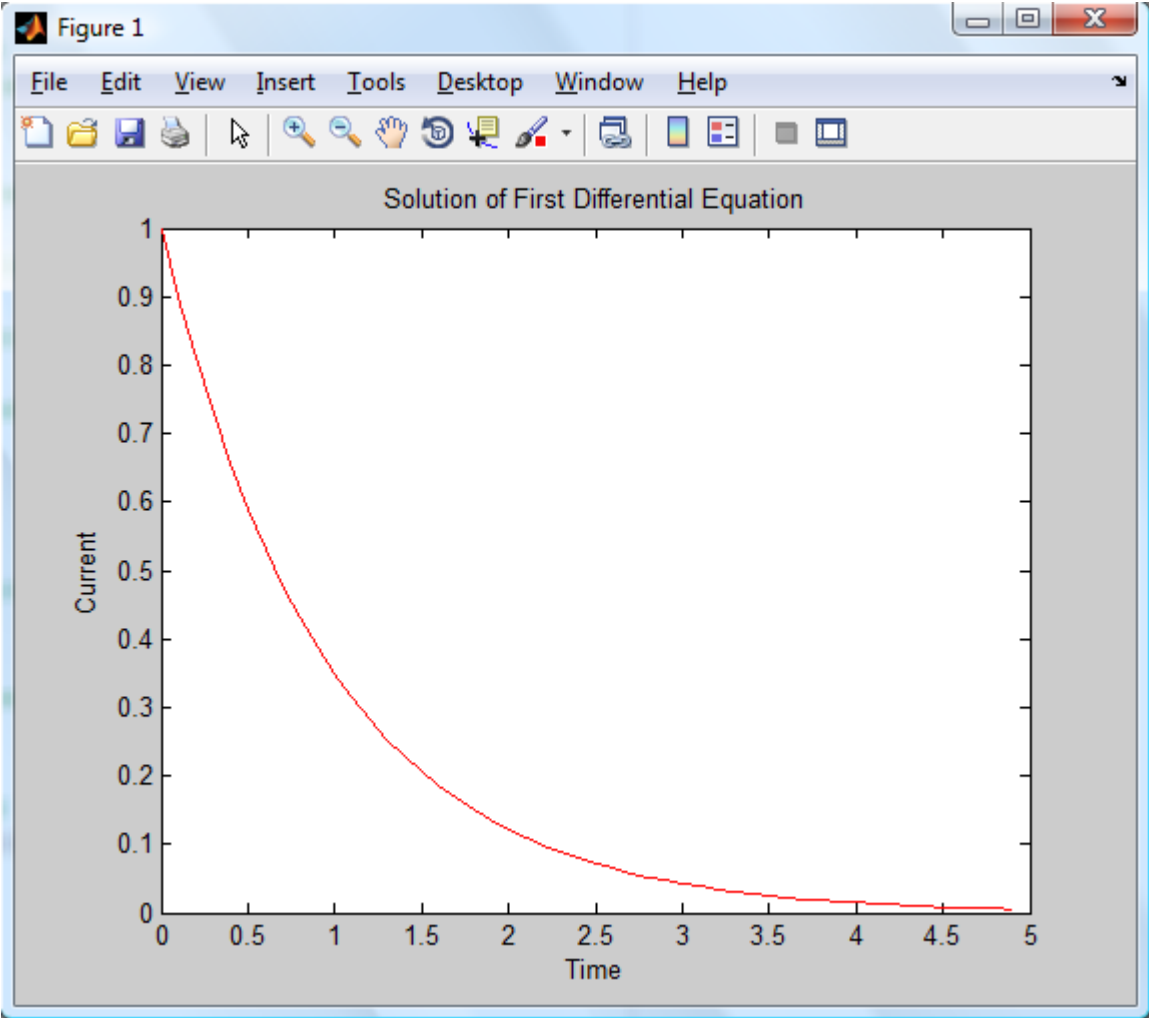 Figure 1
File Edit View Insert Tools Desktop Window Help
Solution of First Differential Equation
1
0.9
0.8
0.7
0.6
0.5
0.4
0.3
0.2
0.1
0
Current
0 0.5 1 1.5 2 2.5 3 3.5 4 4.5 5
Time